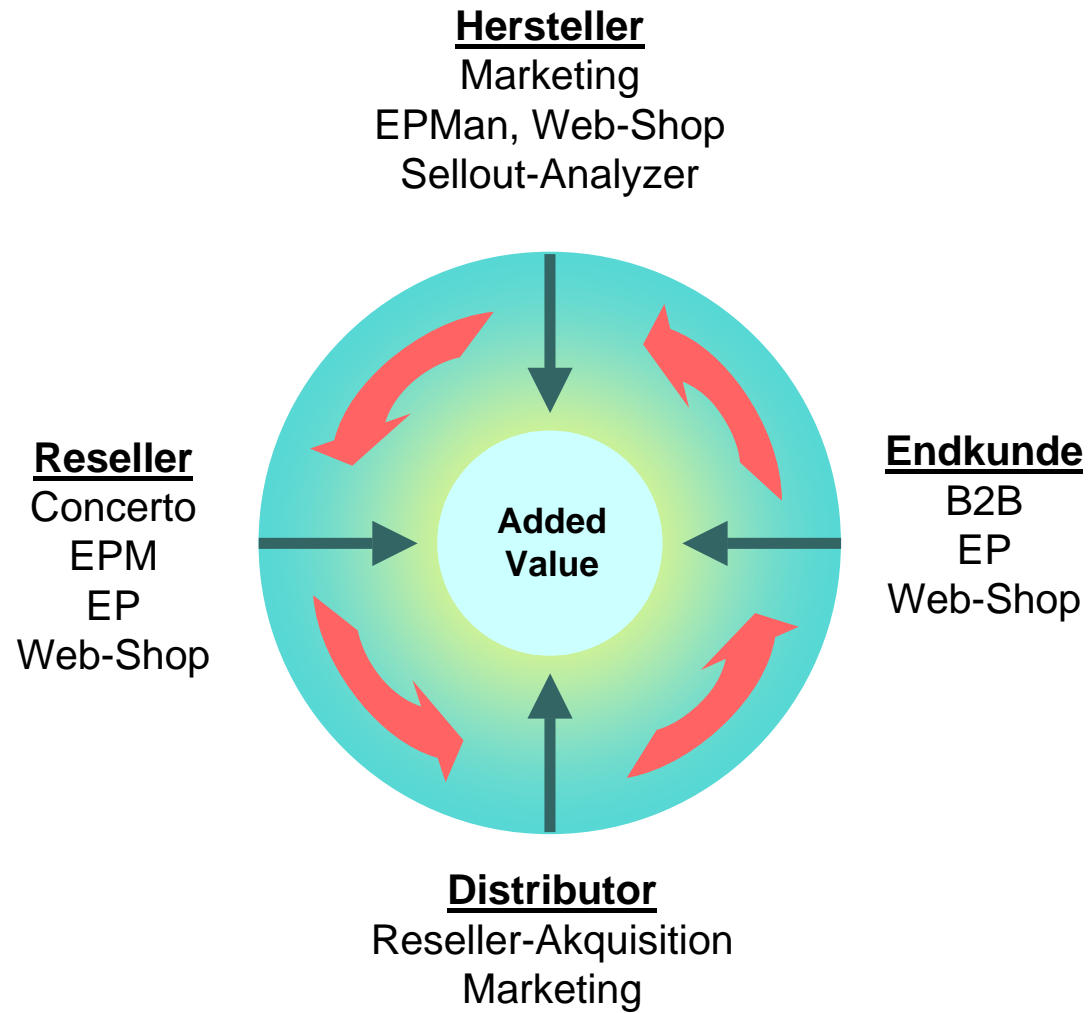 Hersteller
Marketing
EPMan, Web-Shop
Sellout-Analyzer
Reseller
Concerto
EPM
EP
Web-Shop
Added
Value
Endkunde
B2B
EP
Web-Shop
Distributor
Reseller-Akquisition
Marketing